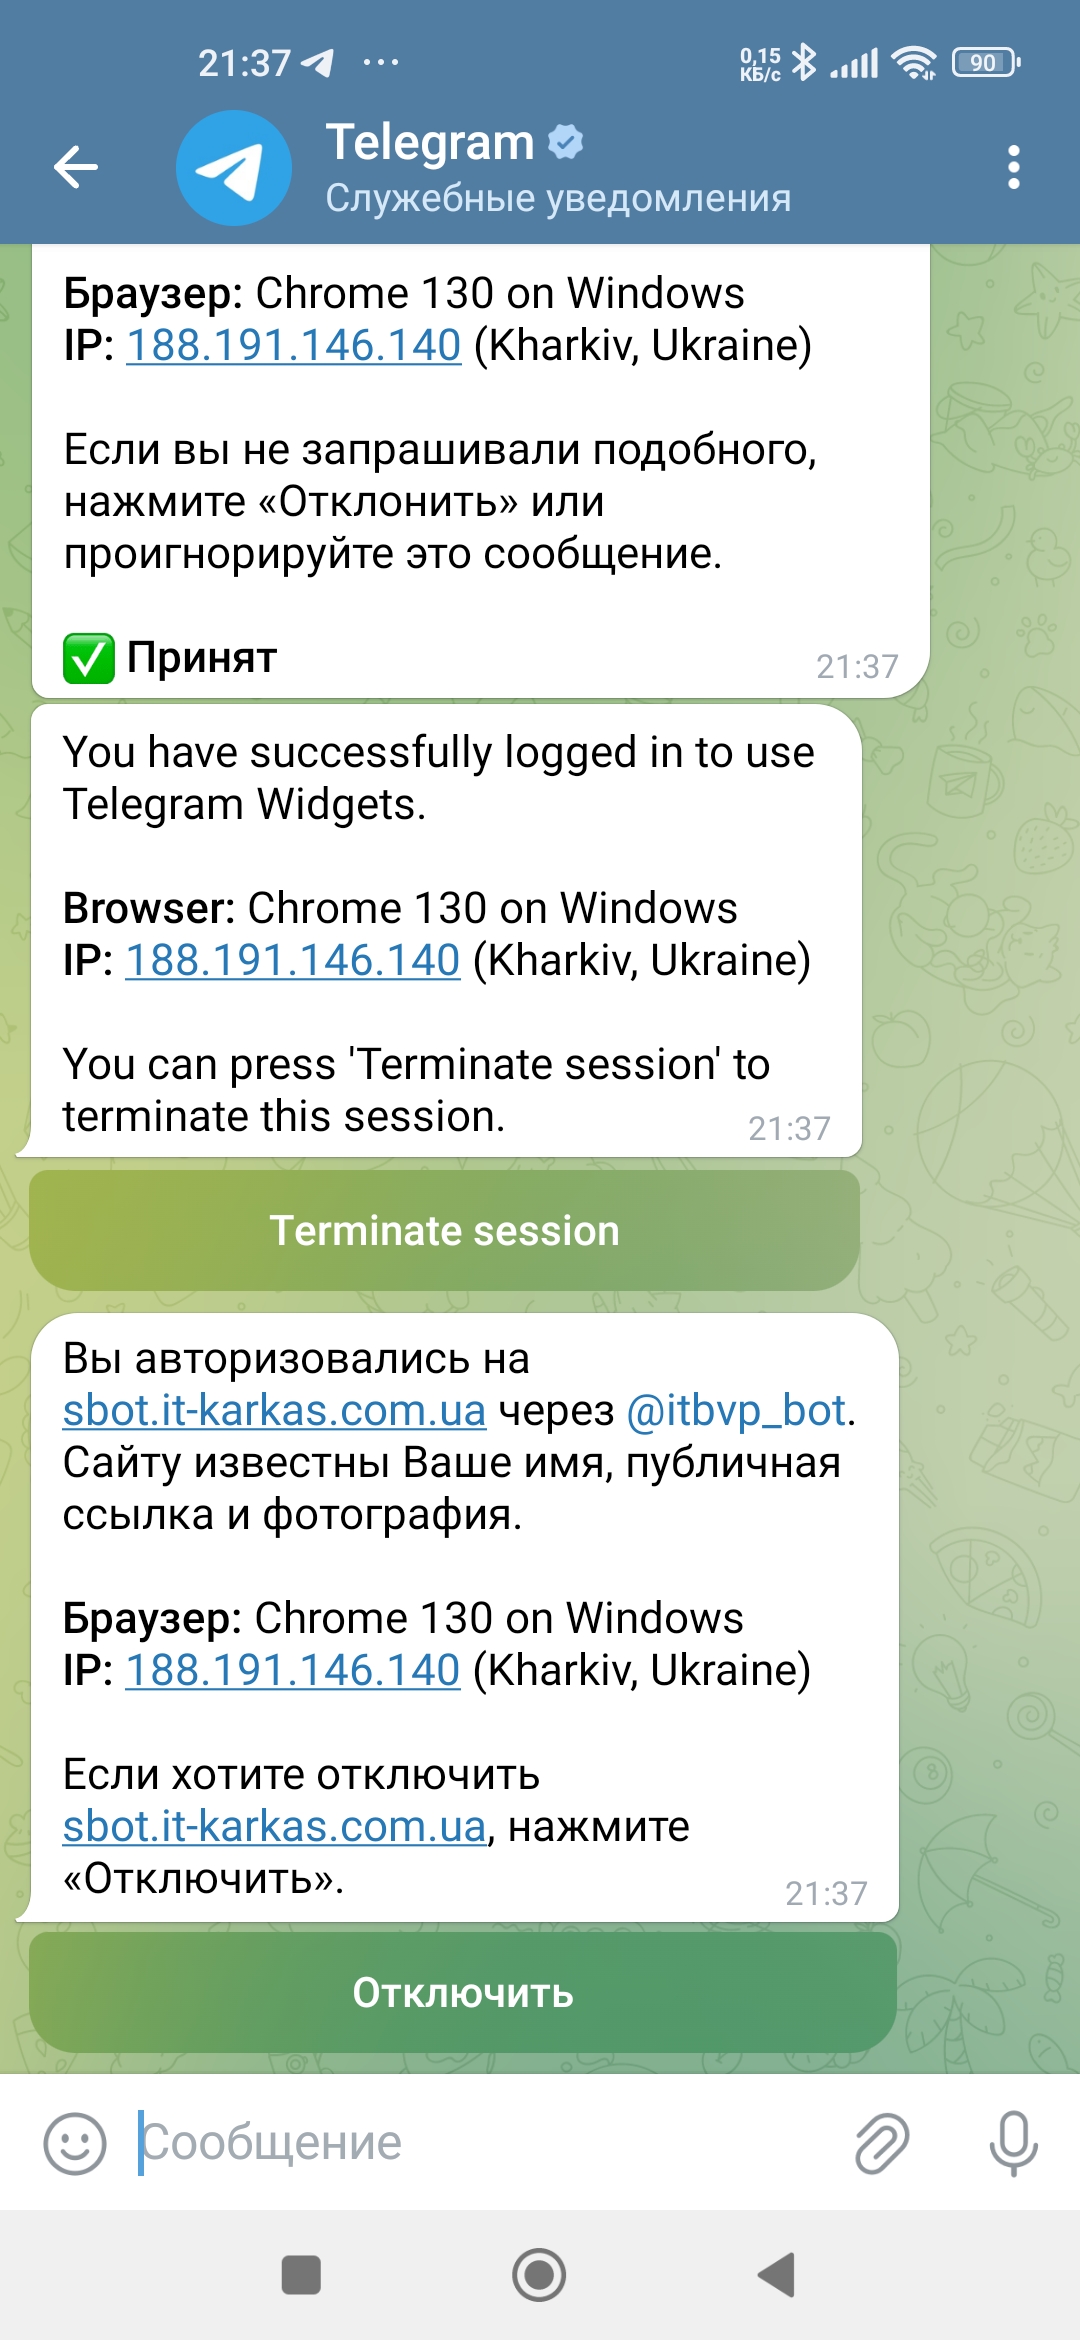 21:37
0,15
КБ/с
90
Telegram
Служебные уведомления
Браузер: Chrome 130 on Windows
IP: 188.191.146.140 (Kharkiv, Ukraine)
Если вы не запрашивали подобного,
нажмите «Отклонить» или
проигнорируйте это сообщение.
✅ Принят
21:37
You have successfully logged in to use
Telegram Widgets.
Browser: Chrome 130 on Windows
IP: 188.191.146.140 (Kharkiv, Ukraine)
You can press 'Terminate session' to
terminate this session.
21:37
Terminate session
Вы авторизовались на
sbot.it-karkas.com.ua через @itbvp_bot.
Сайту известны Ваше имя, публичная
ссылка и фотография.
Браузер: Chrome 130 on Windows
IP: 188.191.146.140 (Kharkiv, Ukraine)
Если хотите отключить
sbot.it-karkas.com.ua, нажмите
«Отключить».
21:37
Отключить
Сообщение